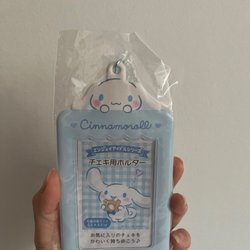 Cinnamoroll
エンジョイアイドルシリーズ
チェキ用ホルダー
お気に入りのチェキを
かわいく持ち歩こう♪